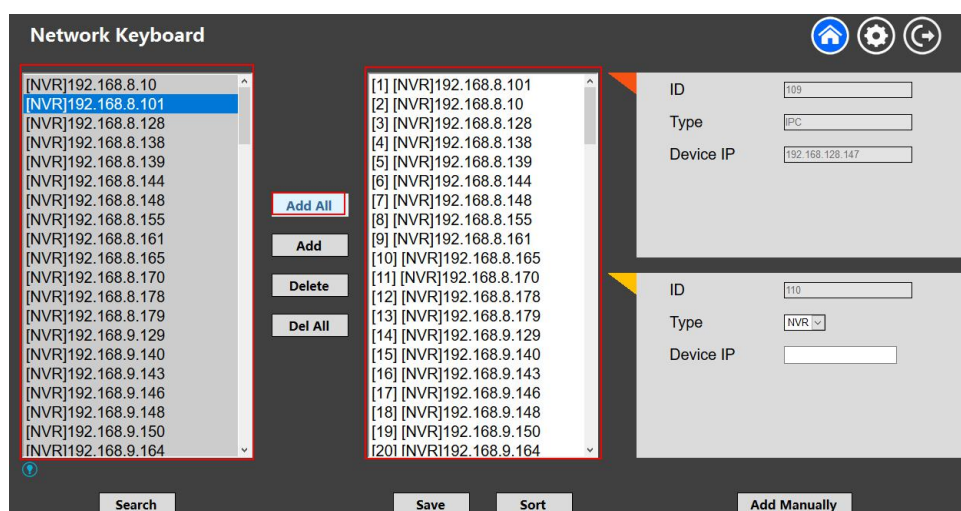 Network Keyboard
[NVR]192.168.8.10
[NVR]192.168.8.101
[NVR]192.168.8.128
[NVR]192.168.8.138
[NVR]192.168.8.139
[NVR]192.168.8.144
[NVR]192.168.8.148
[NVR]192.168.8.155
[NVR]192.168.8.161
[NVR]192.168.8.165
[NVR]192.168.8.170
[NVR]192.168.8.178
[NVR]192.168.8.179
[NVR]192.168.9.129
[NVR]192.168.9.140
[NVR]192.168.9.143
[NVR]192.168.9.146
[NVR]192.168.9.148
[NVR]192.168.9.150
[NVR]192.168.9.164
Add All
Add
Delete
Del All
[1] [NVR]192.168.8.101
[2] [NVR]192.168.8.10
[3] [NVR]192.168.8.128
[4] [NVR]192.168.8.138
[5] [NVR]192.168.8.139
[6] [NVR]192.168.8.144
[7] [NVR]192.168.8.148
[8] [NVR]192.168.8.155
[9] [NVR]192.168.8.161
[10] [NVR]192.168.8.165
[11] [NVR]192.168.8.170
[12] [NVR]192.168.8.178
[13] [NVR]192.168.8.179
[14] [NVR]192.168.9.129
[15] [NVR]192.168.9.140
[16] [NVR]192.168.9.143
[17] [NVR]192.168.9.146
[18] [NVR]192.168.9.148
[19] [NVR]192.168.9.150
[20] [NVR]192.168.9.164
ID 109
Type IPC
Device IP 192.168.128.147
ID 110
Type NVR
Device IP
Search
Save
Sort
Add Manually